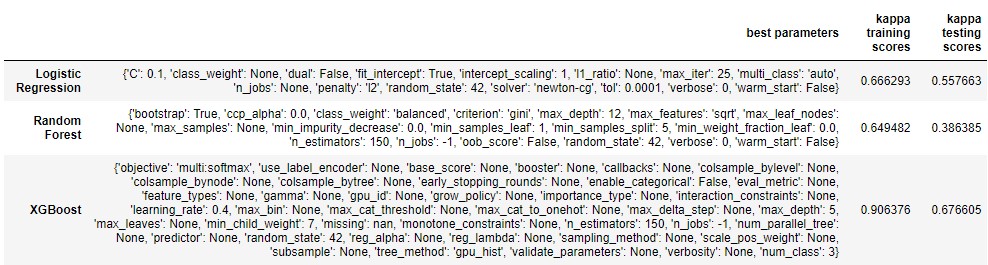 best parameters kappa training scores kappa testing scores
Logistic Regression {'C': 0.1, 'class_weight': None, 'dual': False, 'fit_intercept': True, 'intercept_scaling': 1, 'l1_ratio': None, 'max_iter': 25, 'multi_class': 'auto',
'n_jobs': None, 'penalty': 'l2', 'random_state': 42, 'solver': 'newton-cg', 'tol': 0.0001, 'verbose': 0, 'warm_start': False} 0.666293 0.557663
Random Forest {'bootstrap': True, 'ccp_alpha': 0.0, 'class_weight': 'balanced', 'criterion': 'gini', 'max_depth': 12, 'max_features': 'sqrt', 'max_leaf_nodes':
None, 'max_samples': None, 'min_impurity_decrease': 0.0, 'min_samples_leaf': 1, 'min_samples_split': 5, 'min_weight_fraction_leaf': 0.0,
'n_estimators': 150, 'n_jobs': -1, 'oob_score': False, 'random_state': 42, 'verbose': 0, 'warm_start': False} 0.649482 0.386385
XGBoost {'objective': 'multi:softmax', 'use_label_encoder': None, 'base_score': None, 'booster': None, 'callbacks': None, 'colsample_bylevel': None,
'colsample_bynode': None, 'colsample_bytree': None, 'early_stopping_rounds': None, 'enable_categorical': False, 'eval_metric': None,
'feature_types': None, 'gamma': None, 'gpu_id': None, 'grow_policy': None, 'importance_type': None, 'interaction_constraints': None,
'learning_rate': 0.4, 'max_bin': None, 'max_cat_threshold': None, 'max_cat_to_onehot': None, 'max_delta_step': None, 'max_depth': 5,
'max_leaves': None, 'min_child_weight': 7, 'missing': nan, 'monotone_constraints': None, 'n_estimators': 150, 'n_jobs': -1, 'num_parallel_tree':
None, 'predictor': None, 'random_state': 42, 'reg_alpha': None, 'reg_lambda': None, 'sampling_method': None, 'scale_pos_weight': None,
'subsample': None, 'tree_method': 'gpu_hist', 'validate_parameters': None, 'verbosity': None, 'num_class': 3} 0.906376 0.676605